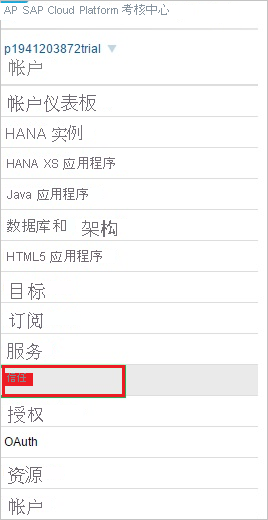 AP SAP Cloud Platform 考核中心
p1941203872trial
帐户
帐户仪表板
HANA 实例
HANA XS 应用程序
Java 应用程序
数据库和 架构
HTML5 应用程序
目标
订阅
服务
信任
授权
OAuth
资源
帐户